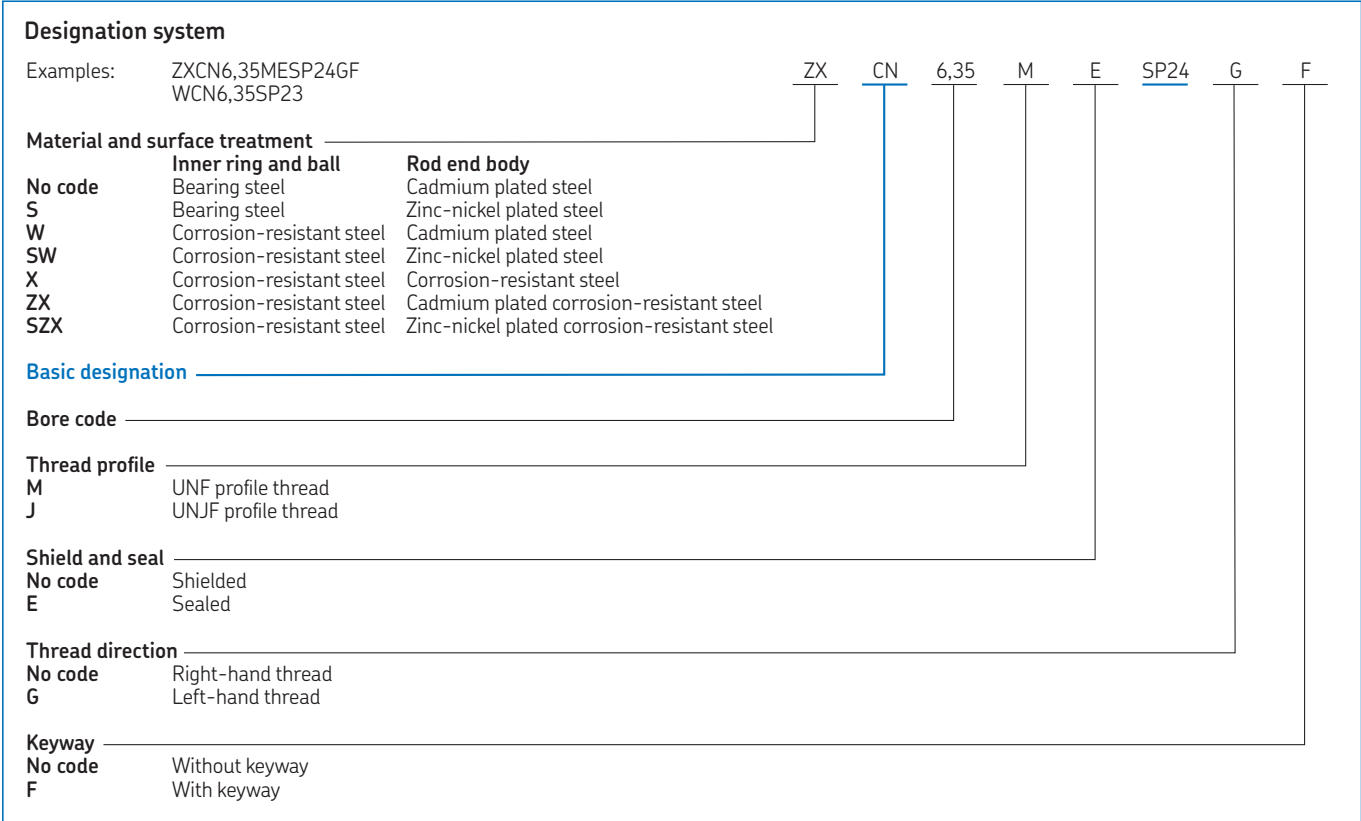 Designation system
Examples: ZXCN6,35MESP24GF ZX CN 6,35 M E SP24 G F
WCN6,35SP23
Material and surface treatment
Inner ring and ball Rod end body
No code Bearing steel Cadmium plated steel
S Bearing steel Zinc-nickel plated steel
W Corrosion-resistant steel Cadmium plated steel
SW Corrosion-resistant steel Zinc-nickel plated steel
X Corrosion-resistant steel Corrosion-resistant steel
ZX Corrosion-resistant steel Cadmium plated corrosion-resistant steel
SZX Corrosion-resistant steel Zinc-nickel plated corrosion-resistant steel
Basic designation
Bore code
Thread profile
M UNF profile thread
J UNJF profile thread
Shield and seal
No code Shielded
E Sealed
Thread direction
No code Right-hand thread
G Left-hand thread
Keyway
No code Without keyway
F With keyway